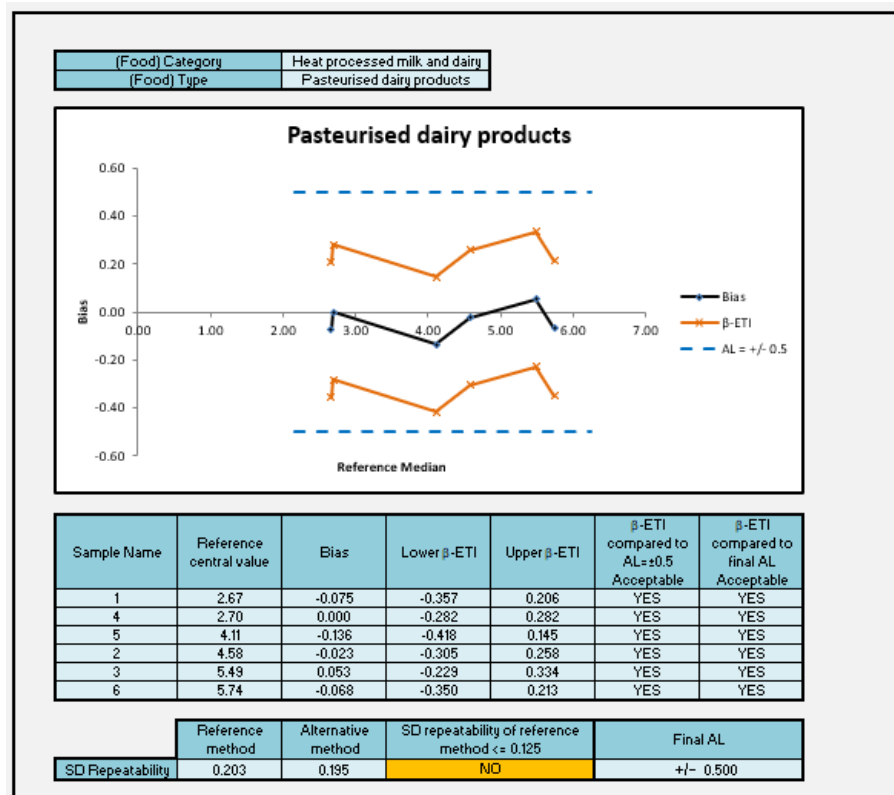 (Food) Category Heat processed milk and dairy
(Food) Type Pasteurised dairy products
Pasteurised dairy products
0.60
0.40
0.20
0.00
-0.20
-0.40
-0.60
0.00 1.00 2.00 3.00 4.00 5.00 6.00 7.00
Bias
Reference Median
Bias
β-ETI
AL = +/- 0.5
Sample Name Reference central value Bias Lower β-ETI Upper β-ETI β-ETI compared to AL=±0.5 Acceptable β-ETI compared to final AL Acceptable
1 2.67 -0.075 -0.357 0.206 YES YES
4 2.70 0.000 -0.282 0.282 YES YES
5 4.11 -0.136 -0.418 0.145 YES YES
2 4.58 -0.023 -0.305 0.258 YES YES
3 5.49 0.053 -0.229 0.334 YES YES
6 5.74 -0.068 -0.350 0.213 YES YES
Reference method Alternative method SD repeatability of reference method <= 0.125 Final AL
SD Repeatability 0.203 0.195 NO +/- 0.500